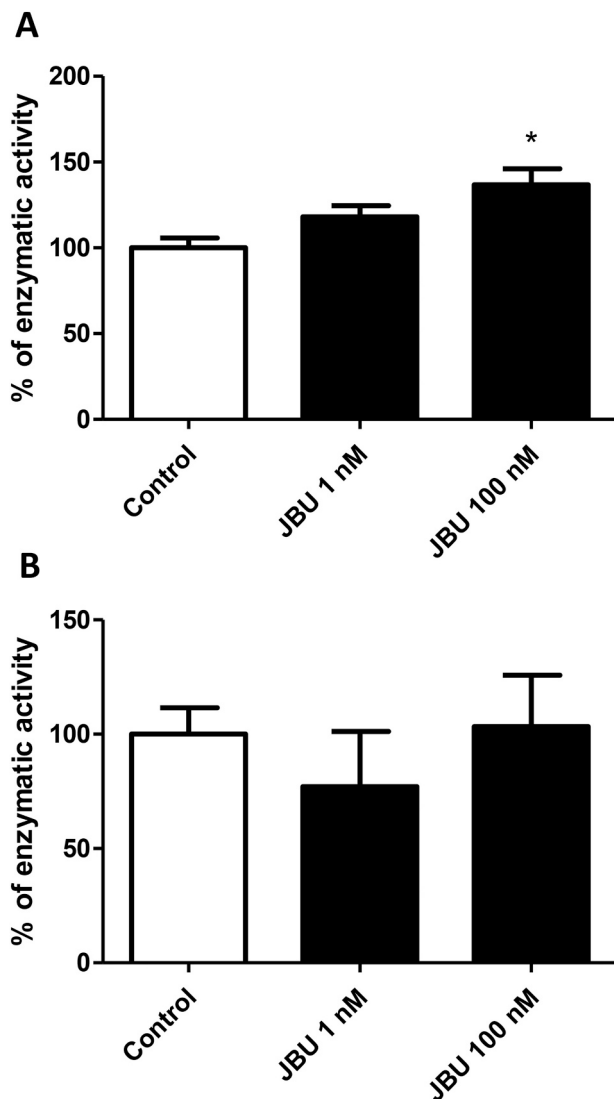 A
% of enzymatic activity
200
150
100
50
0
*
Control
JBU 1 nM
JBU 100 nM
B
% of enzymatic activity
150
100
50
0
Control
JBU 1 nM
JBU 100 nM